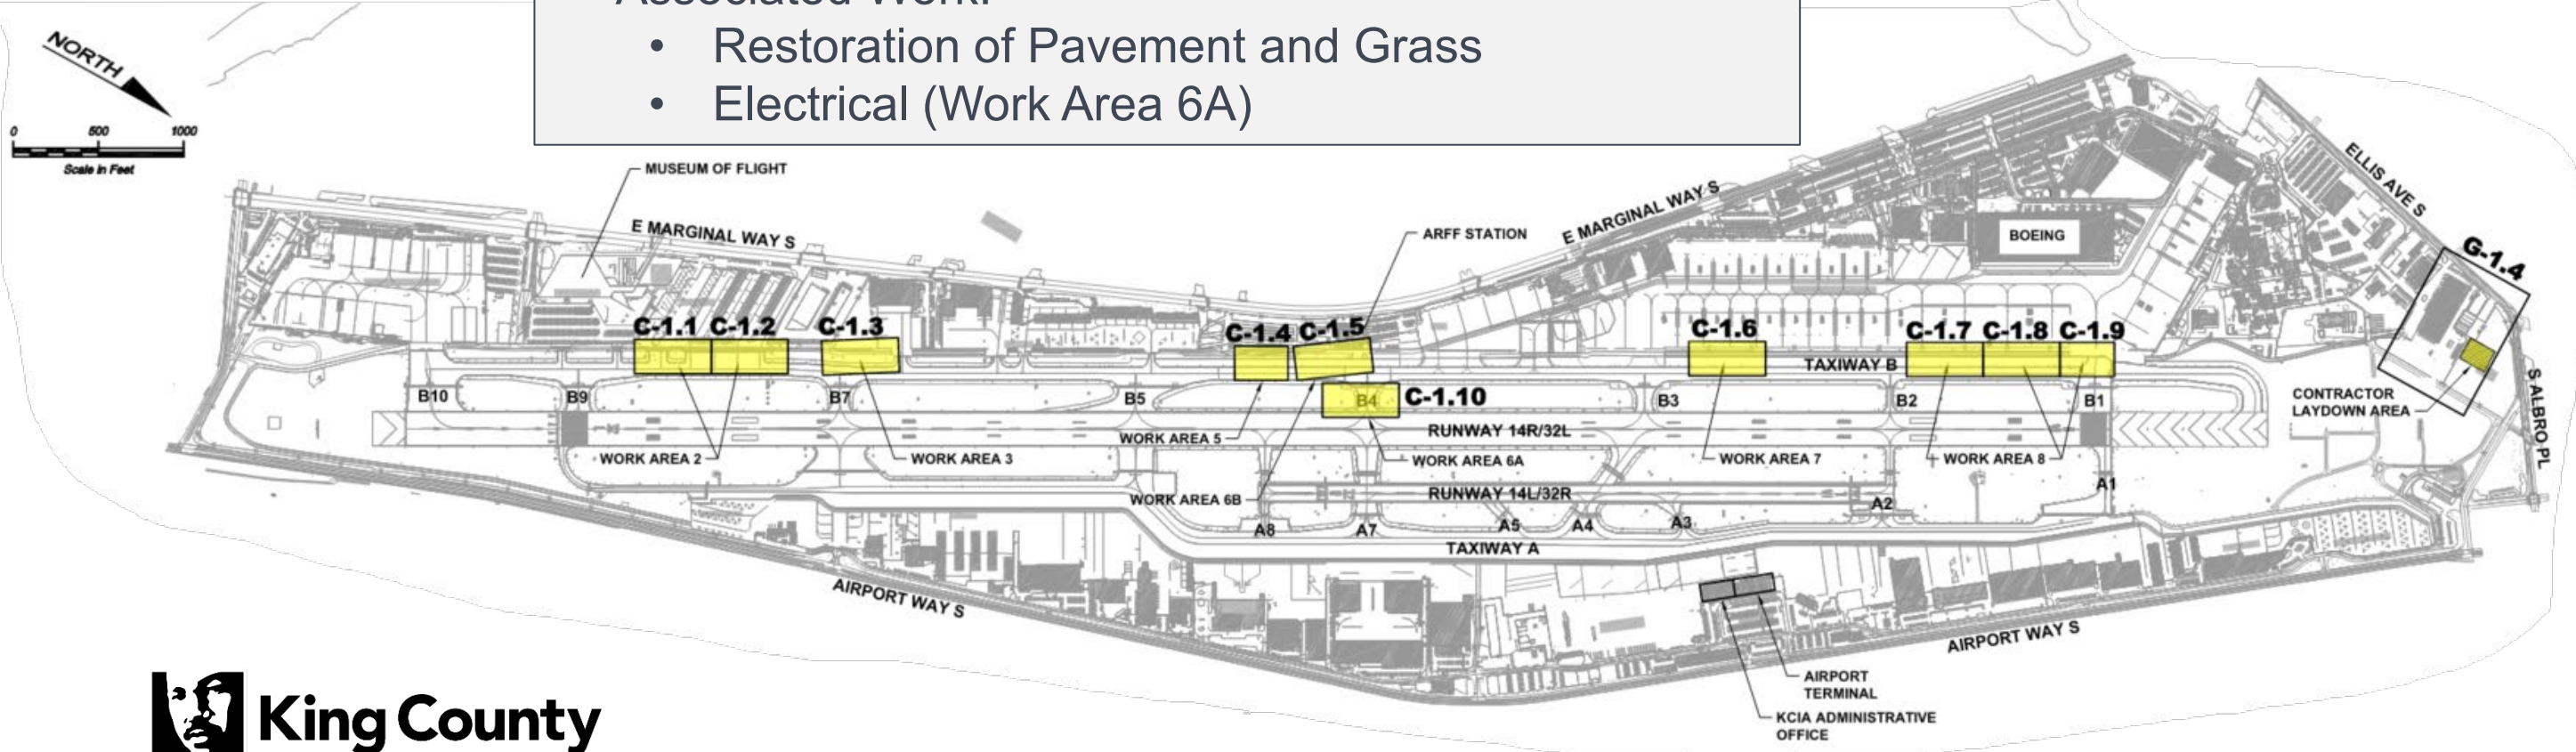 Associated Work:
• Restoration of Pavement and Grass
• Electrical (Work Area 6A)
NORTH
0 500 1000
Scale in Feet
MUSEUM OF FLIGHT
E MARGINAL WAY S
ARFF STATION
E MARGINAL WAY S
BOEING
ELLIS AVE S
G-1.4
C-1.1 C-1.2 C-1.3 C-1.4 C-1.5 C-1.6 C-1.7 C-1.8 C-1.9
TAXIWAY B
B10 B9 B7 B5 B4 C-1.10 B3 B2 B1
CONTRACTOR
LAYDOWN AREA
S ALBRO PL
RUNWAY 14R/32L
WORK AREA 5
WORK AREA 2
WORK AREA 3
WORK AREA 6A
WORK AREA 7
WORK AREA 8
WORK AREA 6B
RUNWAY 14L/32R
A8 A7 A5 A4 A3 A2 A1
TAXIWAY A
AIRPORT WAY S
AIRPORT WAY S
AIRPORT
TERMINAL
KCIA ADMINISTRATIVE
OFFICE
King County